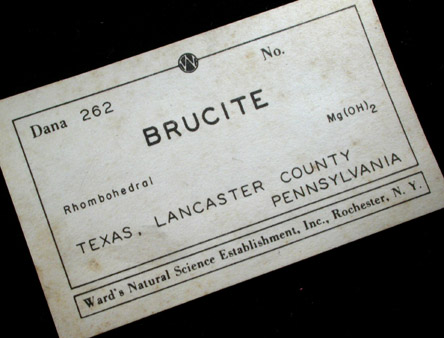 W
Dana 262 No.
BRUCITE
Mg(OH)2
Rhombohedral
TEXAS, LANCASTER COUNTY
PENNSYLVANIA
Ward's Natural Science Establishment, Inc., Rochester, N. Y.